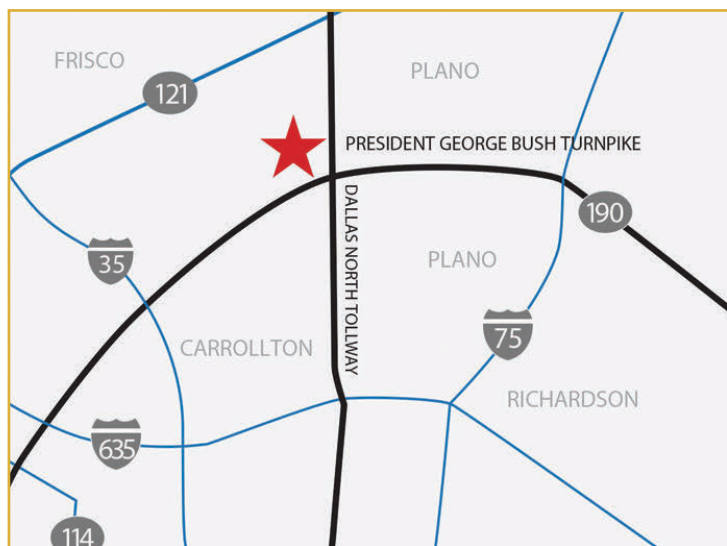 FRISCO
PLANO
121
PRESIDENT GEORGE BUSH TURNPIKE
DALLAS NORTH TOLLWAY
190
35
PLANO
75
CARROLLTON
RICHARDSON
635
114